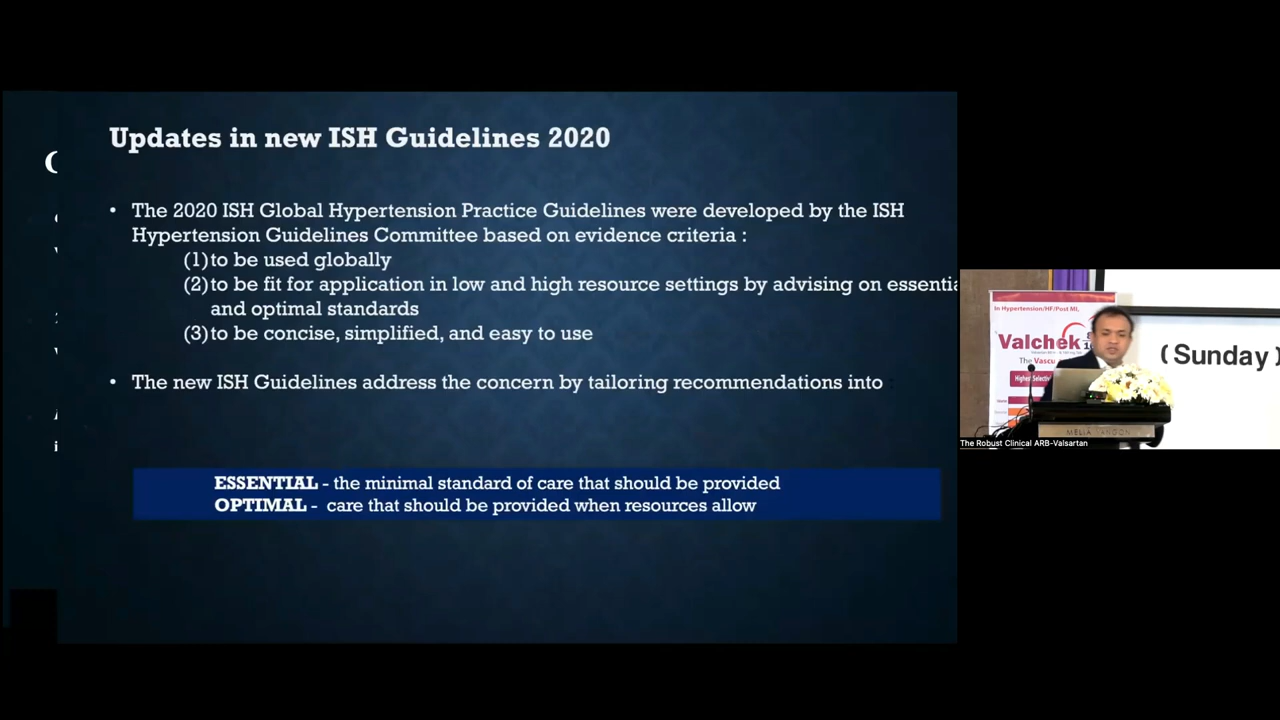 Updates in new ISH Guidelines 2020
• The 2020 ISH Global Hypertension Practice Guidelines were developed by the ISH
Hypertension Guidelines Committee based on evidence criteria :
(1) to be used globally
(2) to be fit for application in low and high resource settings by advising on essentia
and optimal standards
(3) to be concise, simplified, and easy to use
• The new ISH Guidelines address the concern by tailoring recommendations into :
ESSENTIAL - the minimal standard of care that should be provided
OPTIMAL - care that should be provided when resources allow
In Hypertension/HF/Post MI,
Valchek
The Vascu
Highest Selectiv
(Sunday)
MELIA YANGON
The Robust Clinical ARB-Valsartan